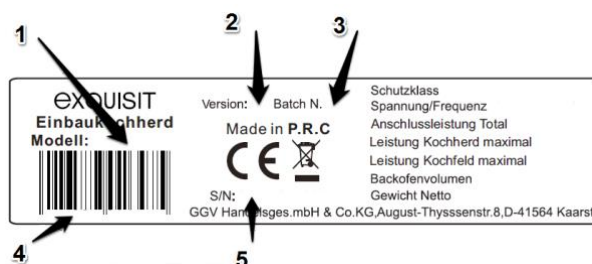 1
2
3
exquisit
Einbaukochherd
Modell:
Version: Batch N.
Made in P.R.C
CE
S/N:
Schutzklass
Spannung/Frequenz
Anschlussleistung Total
Leistung Kochherd maximal
Leistung Kochfeld maximal
Backofenvolumen
Gewicht Netto
GGV Handelsges.mbH & Co.KG,August-Thysssenstr.8,D-41564 Kaarst
4
5